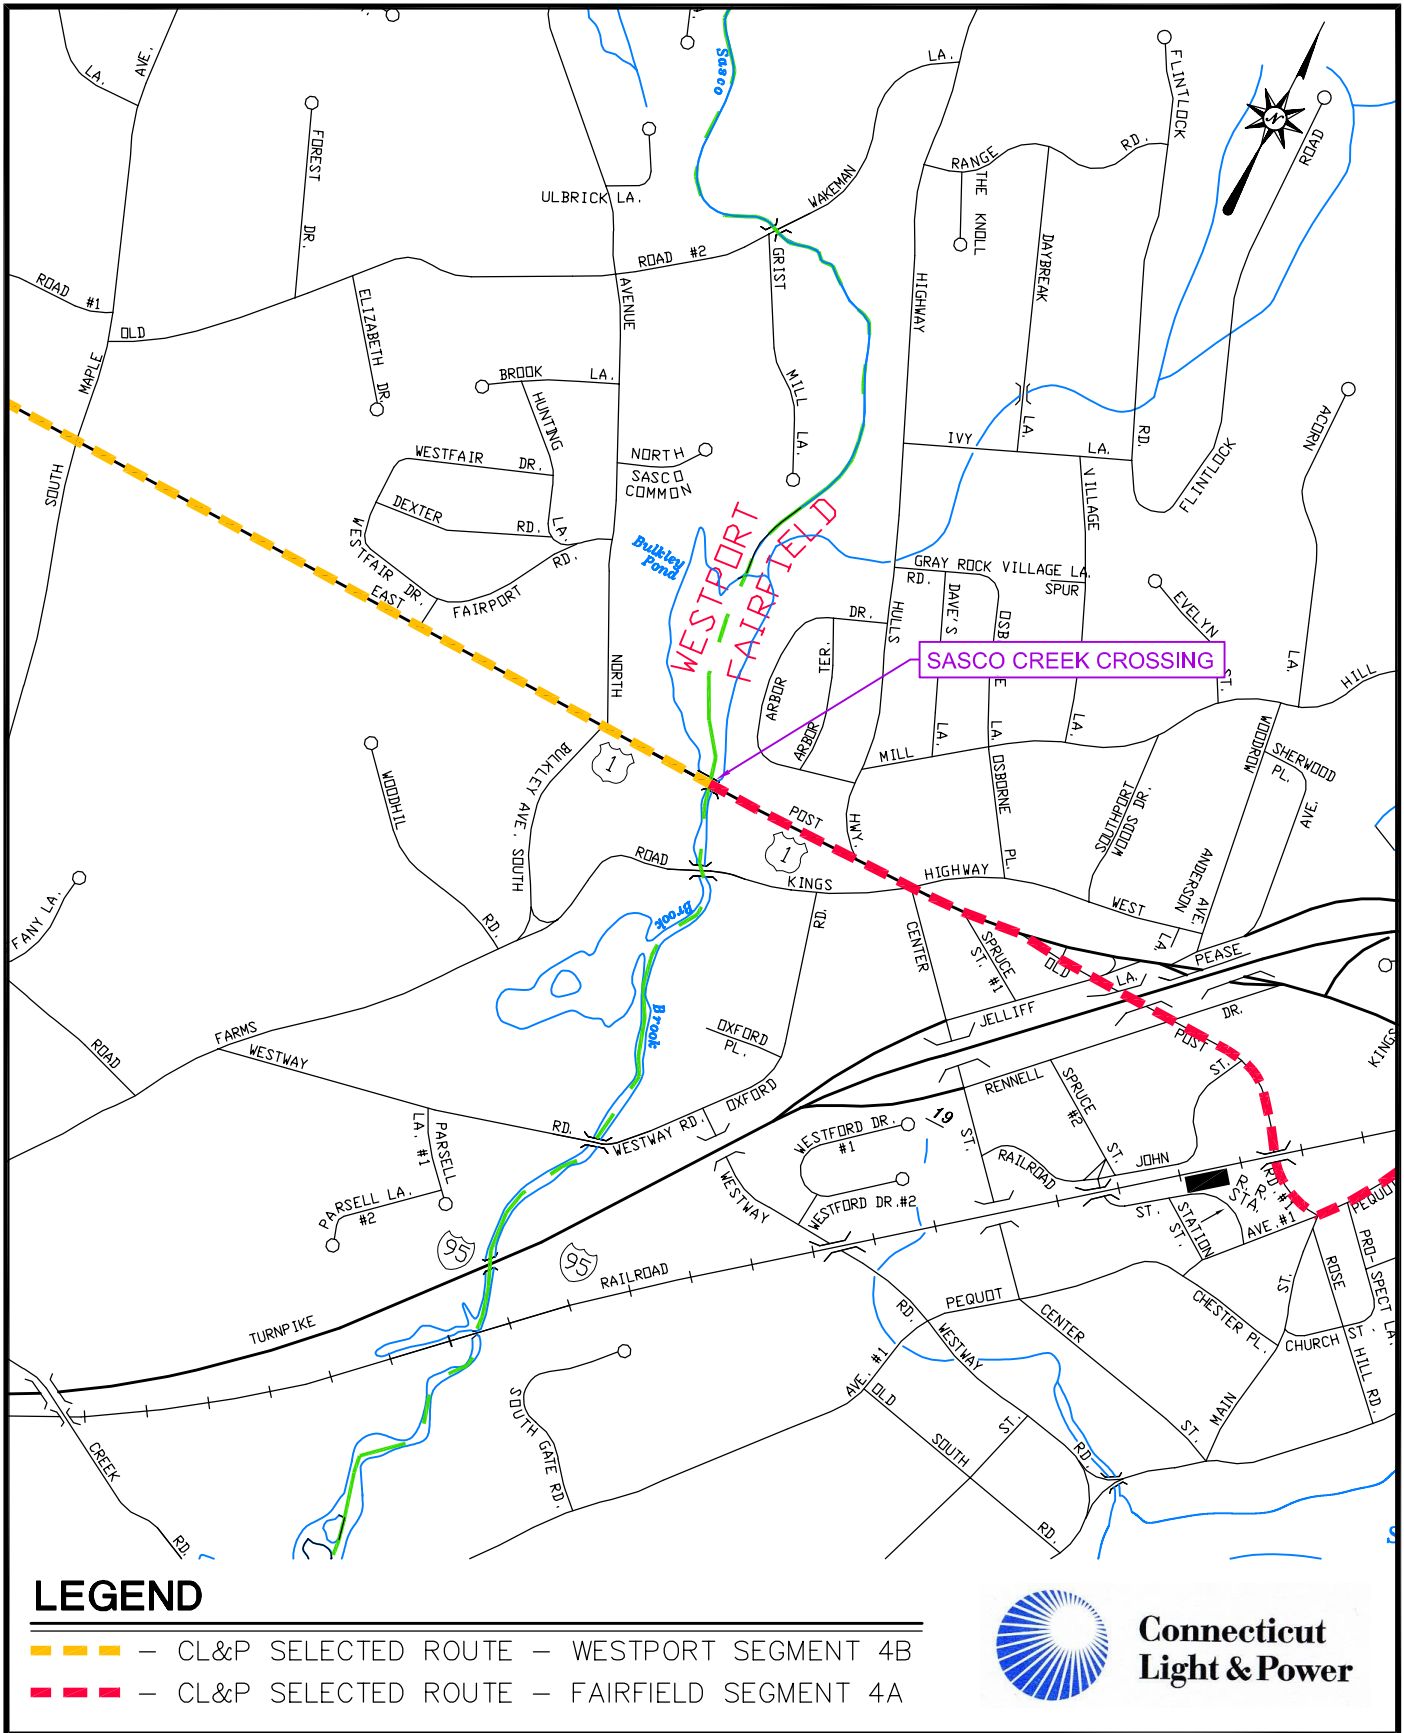 LA.
AVE.
FOREST
DR.
ULBRICK LA.
Sasco
WAKEMAN
LA.
FLINTLOCK
RANGE
RD.
THE KNOLL
N
ROAD
ROAD #2
GRIST
DAYBREAK
HIGHWAY
ROAD #1
OLD
ELIZABETH DR.
AVENUE
MAPLE
BROOK LA.
HUNTING
MILL
LA.
LA.
RD.
ACORN
IVY LA.
FLINTLOCK
WESTFAIR DR.
NORTH
SASCO
COMMON
SOUTH
DEXTER RD.
LA.
VILLAGE
WESTFAIR DR.
RD.
WESTPORT
FAIRFIELD
Bulkley
Pond
GRAY ROCK VILLAGE LA.
RD.
SPUR
EAST
FAIRPORT
DAVE'S
EVELYN
DR.
HULLS
TER.
NORTH
SASCO CREEK CROSSING
ST.
LA.
HILL
ARBOR
ARBOR
LA.
LA.
LA.
MILL
BULKLEY AVE. SOUTH
1
WOODROW
SHERWOOD
PL.
WOODHIL
OSBORNE
PL.
SOUTHPORT
WOODS DR.
AVE.
POST
HWY.
1
ROAD
KINGS
HIGHWAY
WEST
ANDERSON
AVE.
FANY LA.
RD.
Brook
RD.
CENTER
SPRUCE
ST. #1
OLD
LA.
PEASE
LA.
Brook
JELLIFF
DR.
POST
ST.
KINGS
FARMS
WESTWAY
ROAD
OXFORD
PL.
OXFORD
RENNELL
SPRUCE
#2
ST.
LA. #1
PARSELL
RD.
WESTWAY RD.
WESTFORD DR.
#1
19
ST.
RAILROAD
JOHN
R.R.
STA.
RD. #1
PARSELL LA.
#2
WESTWAY
WESTFORD DR.#2
ST.
STATION
ST.
AVE.#1
PEQUOT
95
95
RAILROAD
PRO-SPECT LA.
ROSE
HILL RD.
TURNPIKE
PEQUOT
RD.
CENTER
CHESTER PL.
ST.
CHURCH ST.
WESTWAY
AVE. #1
OLD
SOUTH GATE RD.
MAIN
ST.
ST.
SOUTH
RD.
CREEK
RD.
RD.
S
LEGEND
– CL&P SELECTED ROUTE – WESTPORT SEGMENT 4B
– CL&P SELECTED ROUTE – FAIRFIELD SEGMENT 4A
Connecticut
Light & Power